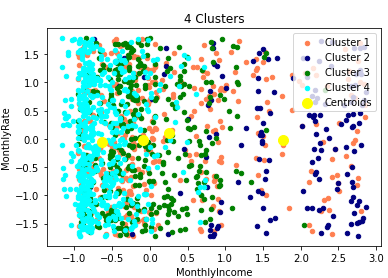 4 Clusters
Cluster 1
Cluster 2
Cluster 3
Cluster 4
Centroids
MonthlyRate
1.5
1.0
0.5
0.0
−0.5
−1.0
−1.5
−1.0 −0.5 0.0 0.5 1.0 1.5 2.0 2.5 3.0
MonthlyIncome